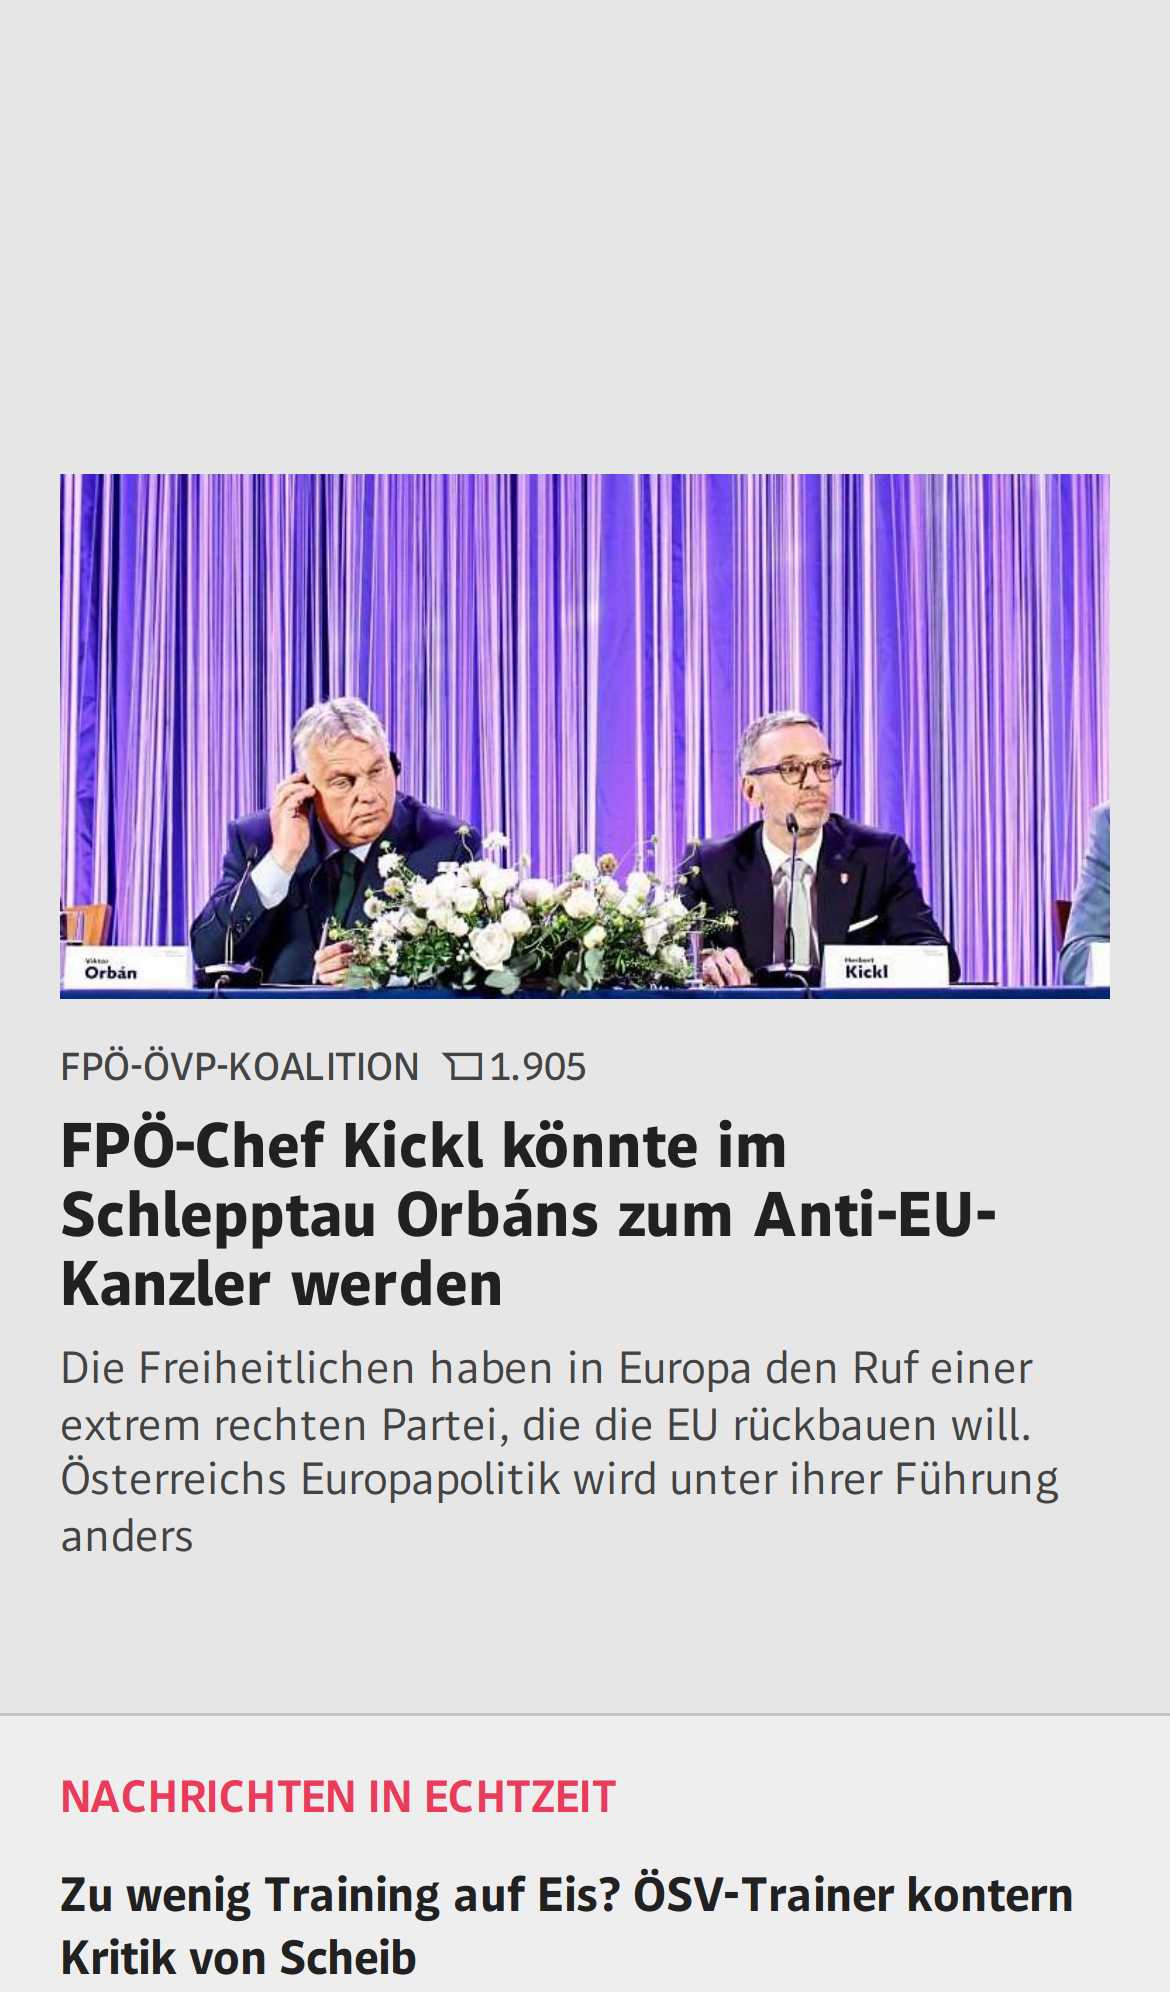 Viktor
Orbán
Herbert
Kickl
FPÖ-ÖVP-KOALITION 1.905
FPÖ-Chef Kickl könnte im
Schlepptau Orbáns zum Anti-EU-
Kanzler werden
Die Freiheitlichen haben in Europa den Ruf einer
extrem rechten Partei, die die EU rückbauen will.
Österreichs Europapolitik wird unter ihrer Führung
anders
NACHRICHTEN IN ECHTZEIT
Zu wenig Training auf Eis? ÖSV-Trainer kontern
Kritik von Scheib